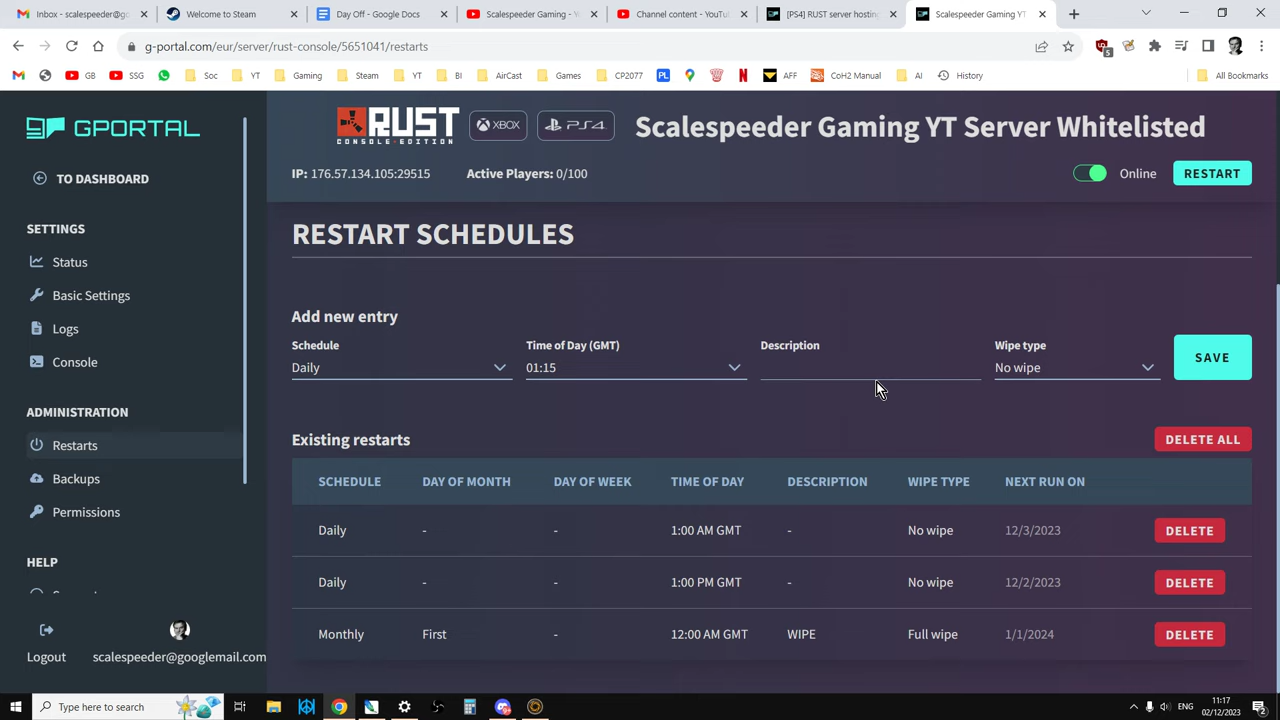 Inbox - scalespeeder@go
Welcome to Steam
Day Off - Google Docs
Scalespeeder Gaming - Y
Channel content - YouTu
[PS4] RUST server hostin
Scalespeeder Gaming YT
g-portal.com/eur/server/rust-console/5651041/restarts
5
GB
SSG
Soc
YT
Gaming
Steam
YT
BI
AirCast
Games
CP2077
PL
AFF
CoH2 Manual
AI
History
All Bookmarks
GPORTAL
RUST
CONSOLE EDITION
XBOX
PS4
Scalespeeder Gaming YT Server Whitelisted
TO DASHBOARD
IP: 176.57.134.105:29515
Active Players: 0/100
Online
RESTART
SETTINGS
Status
Basic Settings
Logs
Console
ADMINISTRATION
Restarts
Backups
Permissions
HELP
Logout
scalespeeder@googlemail.com
RESTART SCHEDULES
Add new entry
Schedule
Time of Day (GMT)
Description
Wipe type
Daily
01:15
No wipe
SAVE
Existing restarts
DELETE ALL
SCHEDULE DAY OF MONTH DAY OF WEEK TIME OF DAY DESCRIPTION WIPE TYPE NEXT RUN ON
Daily - - 1:00 AM GMT - No wipe 12/3/2023 DELETE
Daily - - 1:00 PM GMT - No wipe 12/2/2023 DELETE
Monthly First - 12:00 AM GMT WIPE Full wipe 1/1/2024 DELETE
Type here to search
ENG
11:17
02/12/2023
2